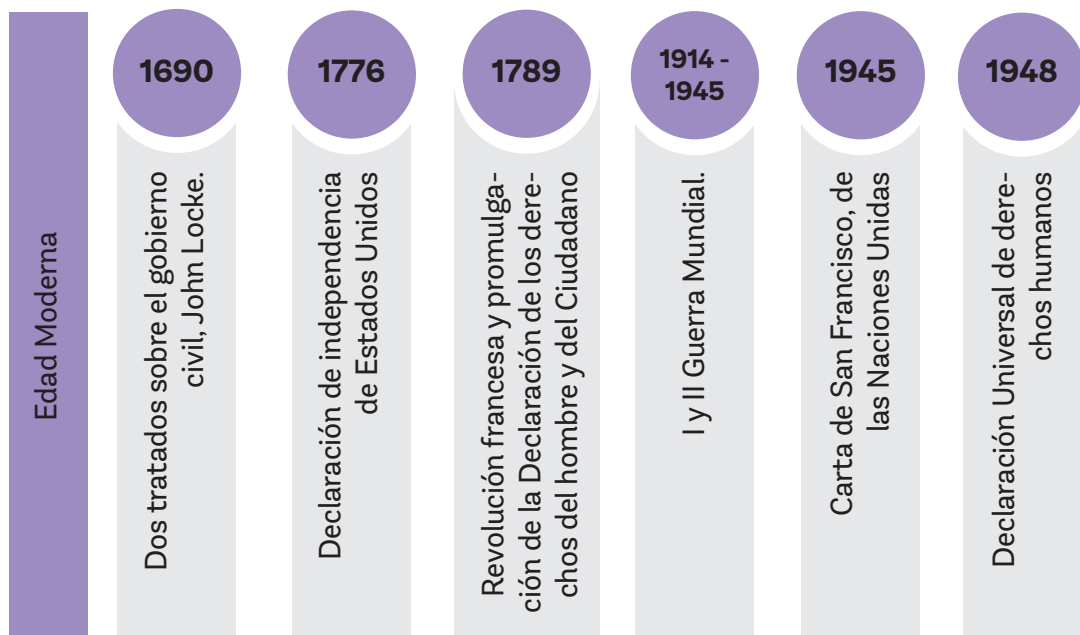 Edad Moderna
1690
Dos tratados sobre el gobierno
civil, John Locke.
1776
Declaración de independencia
de Estados Unidos
1789
Revolución francesa y promulga-
ción de la Declaración de los dere-
chos del hombre y del Ciudadano
1914 -
1945
I y II Guerra Mundial.
1945
Carta de San Francisco, de
las Naciones Unidas
1948
Declaración Universal de dere-
chos humanos